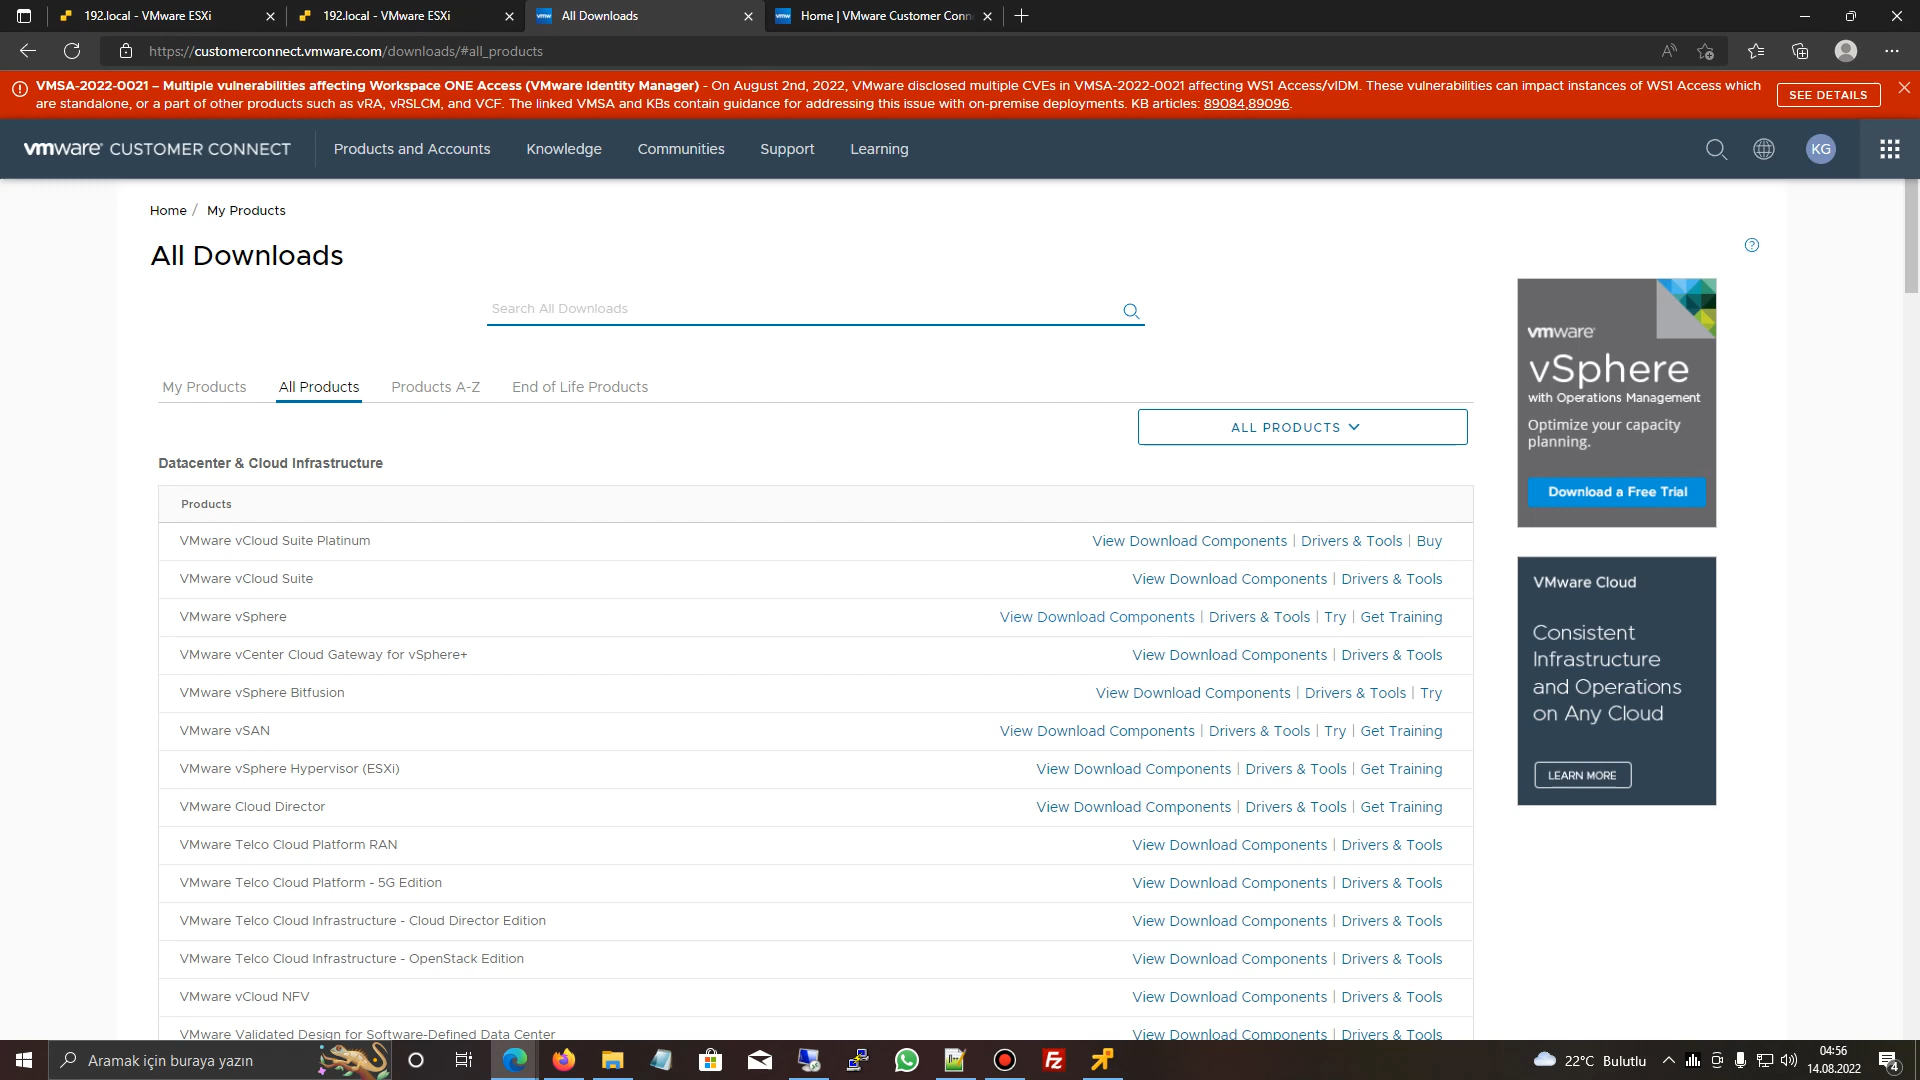 192.local - VMware ESXi
192.local - VMware ESXi
All Downloads
Home | VMware Customer Conn
https://customerconnect.vmware.com/downloads/#all_products
VMSA-2022-0021 – Multiple vulnerabilities affecting Workspace ONE Access (VMware Identity Manager) - On August 2nd, 2022, VMware disclosed multiple CVEs in VMSA-2022-0021 affecting WS1 Access/vIDM. These vulnerabilities can impact instances of WS1 Access which
are standalone, or a part of other products such as vRA, vRSLCM, and VCF. The linked VMSA and KBs contain guidance for addressing this issue with on-premise deployments. KB articles: 89084,89096.
SEE DETAILS
vmware CUSTOMER CONNECT
Products and Accounts
Knowledge
Communities
Support
Learning
KG
Home / My Products
All Downloads
Search All Downloads
My Products
All Products
Products A-Z
End of Life Products
ALL PRODUCTS
Datacenter & Cloud Infrastructure
Products
VMware vCloud Suite Platinum
View Download Components | Drivers & Tools | Buy
VMware vCloud Suite
View Download Components | Drivers & Tools
VMware vSphere
View Download Components | Drivers & Tools | Try | Get Training
VMware vCenter Cloud Gateway for vSphere+
View Download Components | Drivers & Tools
VMware vSphere Bitfusion
View Download Components | Drivers & Tools | Try
VMware vSAN
View Download Components | Drivers & Tools | Try | Get Training
VMware vSphere Hypervisor (ESXi)
View Download Components | Drivers & Tools | Get Training
VMware Cloud Director
View Download Components | Drivers & Tools | Get Training
VMware Telco Cloud Platform RAN
View Download Components | Drivers & Tools
VMware Telco Cloud Platform - 5G Edition
View Download Components | Drivers & Tools
VMware Telco Cloud Infrastructure - Cloud Director Edition
View Download Components | Drivers & Tools
VMware Telco Cloud Infrastructure - OpenStack Edition
View Download Components | Drivers & Tools
VMware vCloud NFV
View Download Components | Drivers & Tools
VMware Validated Design for Software-Defined Data Center
View Download Components | Drivers & Tools
vmware
vSphere
with Operations Management
Optimize your capacity
planning.
Download a Free Trial
VMware Cloud
Consistent
Infrastructure
and Operations
on Any Cloud
LEARN MORE
Aramak için buraya yazın
22°C Bulutlu
04:56
14.08.2022
4